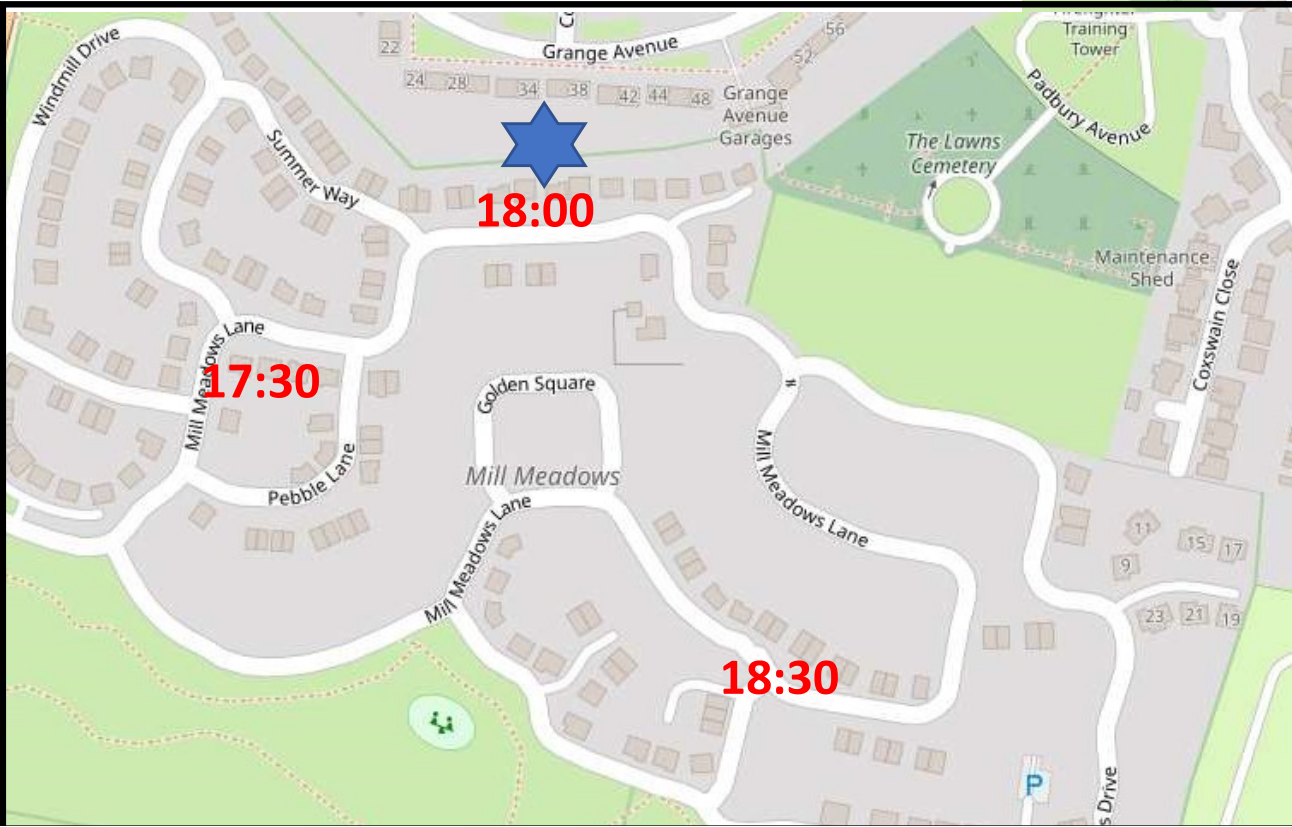 Co
Grange Avenue
22
56
52
24
28
34
38
42
44
48
Grange
Avenue
Garages
Training
Tower
Padbury Avenue
The Lawns
Cemetery
Windmill Drive
Summer Way
18:00
Maintenance
Shed
Coxswain Close
Mill Meadows Lane
17:30
Golden Square
Mill Meadows
Pebble Lane
Mill Meadows Lane
Mill Meadows Lane
11
15
17
9
23
21
19
18:30
P
s Drive